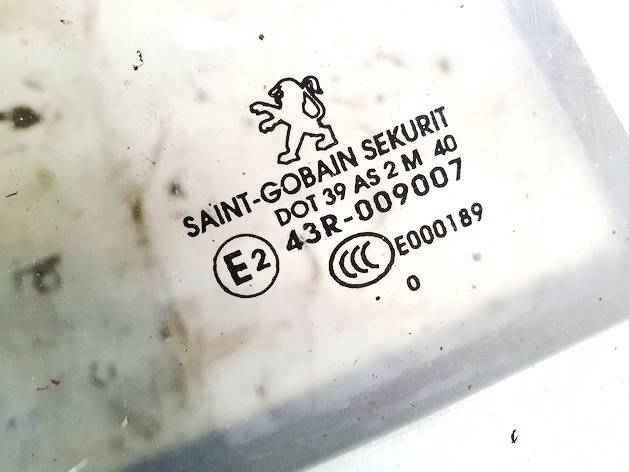 SAINT-GOBAIN SEKURIT
DOT 39 AS 2 M 40
43R-009007
E2
CCC E000189
0